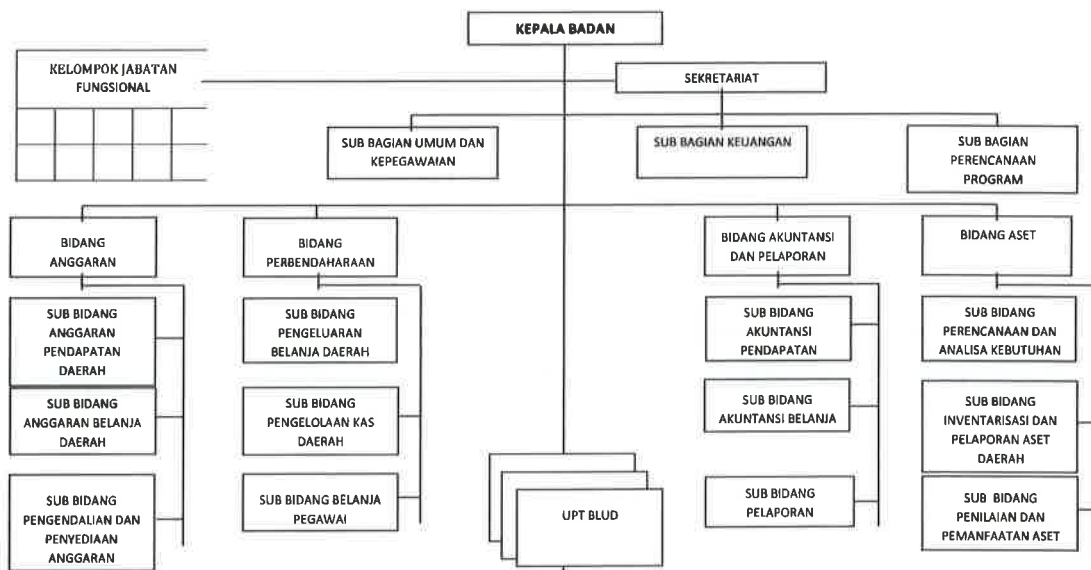 KEPALA BADAN
KELOMPOK JABATAN
FUNGSIONAL
SEKRETARIAT
SUB BAGIAN UMUM DAN
KEPEGAWAIAN
SUB BAGIAN KEUANGAN
SUB BAGIAN
PERENCANAAN
PROGRAM
BIDANG
ANGGARAN
BIDANG
PERBENDAHARAAN
BIDANG AKUNTANSI
DAN PELAPORAN
BIDANG ASET
SUB BIDANG
ANGGARAN
PENDAPATAN
DAERAH
SUB BIDANG
PENGELUARAN
BELANJA DAERAH
SUB BIDANG
AKUNTANSI
PENDAPATAN
SUB BIDANG
PERENCANAAN DAN
ANALISA KEBUTUHAN
SUB BIDANG
ANGGARAN BELANJA
DAERAH
SUB BIDANG
PENGELOLAAN KAS
DAERAH
SUB BIDANG
AKUNTANSI BELANJA
SUB BIDANG
INVENTARISASI DAN
PELAPORAN ASET
DAERAH
SUB BIDANG
PENGENDALIAN DAN
PENYEDIAAN
ANGGARAN
SUB BIDANG BELANJA
PEGAWAI
UPT BLUD
SUB BIDANG
PELAPORAN
SUB BIDANG
PENILAIAN DAN
PEMANFAATAN ASET